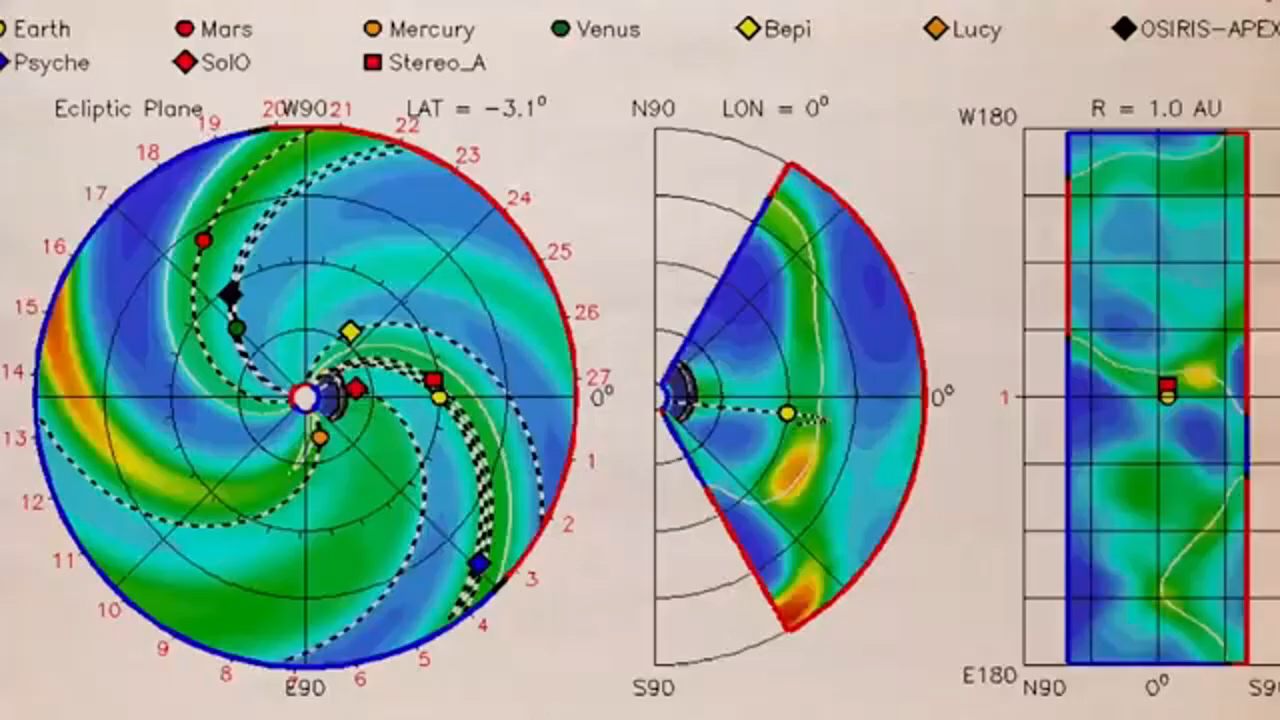 Earth Mars Mercury Venus Bepi Lucy OSIRIS-APEX
Psyche SolO Stereo_A
Ecliptic Plane W90 LAT = -3.1°
N90 LON = 0°
W180 R = 1.0 AU
20 21
19 22
18 23
17 24
16 25
15 26
14 27 0°
13 1
12 2
11 3
10 4
9 5
8 6
E90
0°
S90
1
E180
N90 0° S90